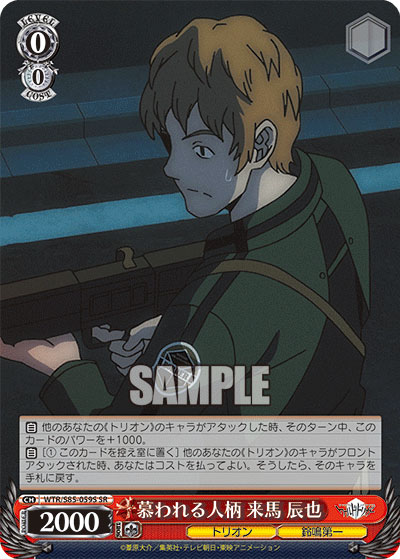 LEVEL
0
0
COST
SAMPLE
自 他のあなたの《トリオン》のキャラがアタックした時、そのターン中、このカードのパワーを+1000。
自 [① このカードを控え室に置く] 他のあなたの《トリオン》のキャラがフロントアタックされた時、あなたはコストを払ってよい。そうしたら、そのキャラを手札に戻す。
CH WTR/S85-059S SR
慕われる人柄 来馬 辰也
2000
トリオン
鈴鳴第一
©葦原大介/集英社・テレビ朝日・東映アニメーション